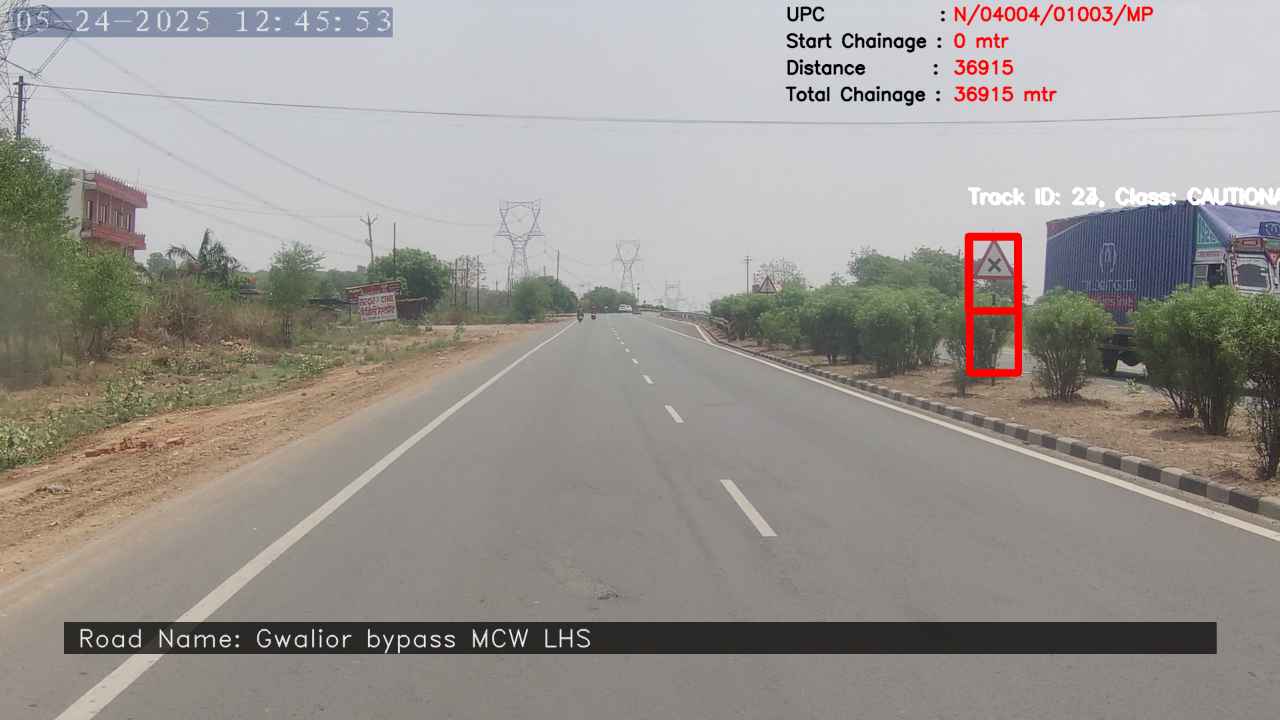 05-24-2025 12:45:53
UPC : N/04004/01003/MP
Start Chainage : 0 mtr
Distance : 36915
Total Chainage : 36915 mtr
Track ID: 23, Class: CAUTIONA
Road Name: Gwalior bypass MCW LHS